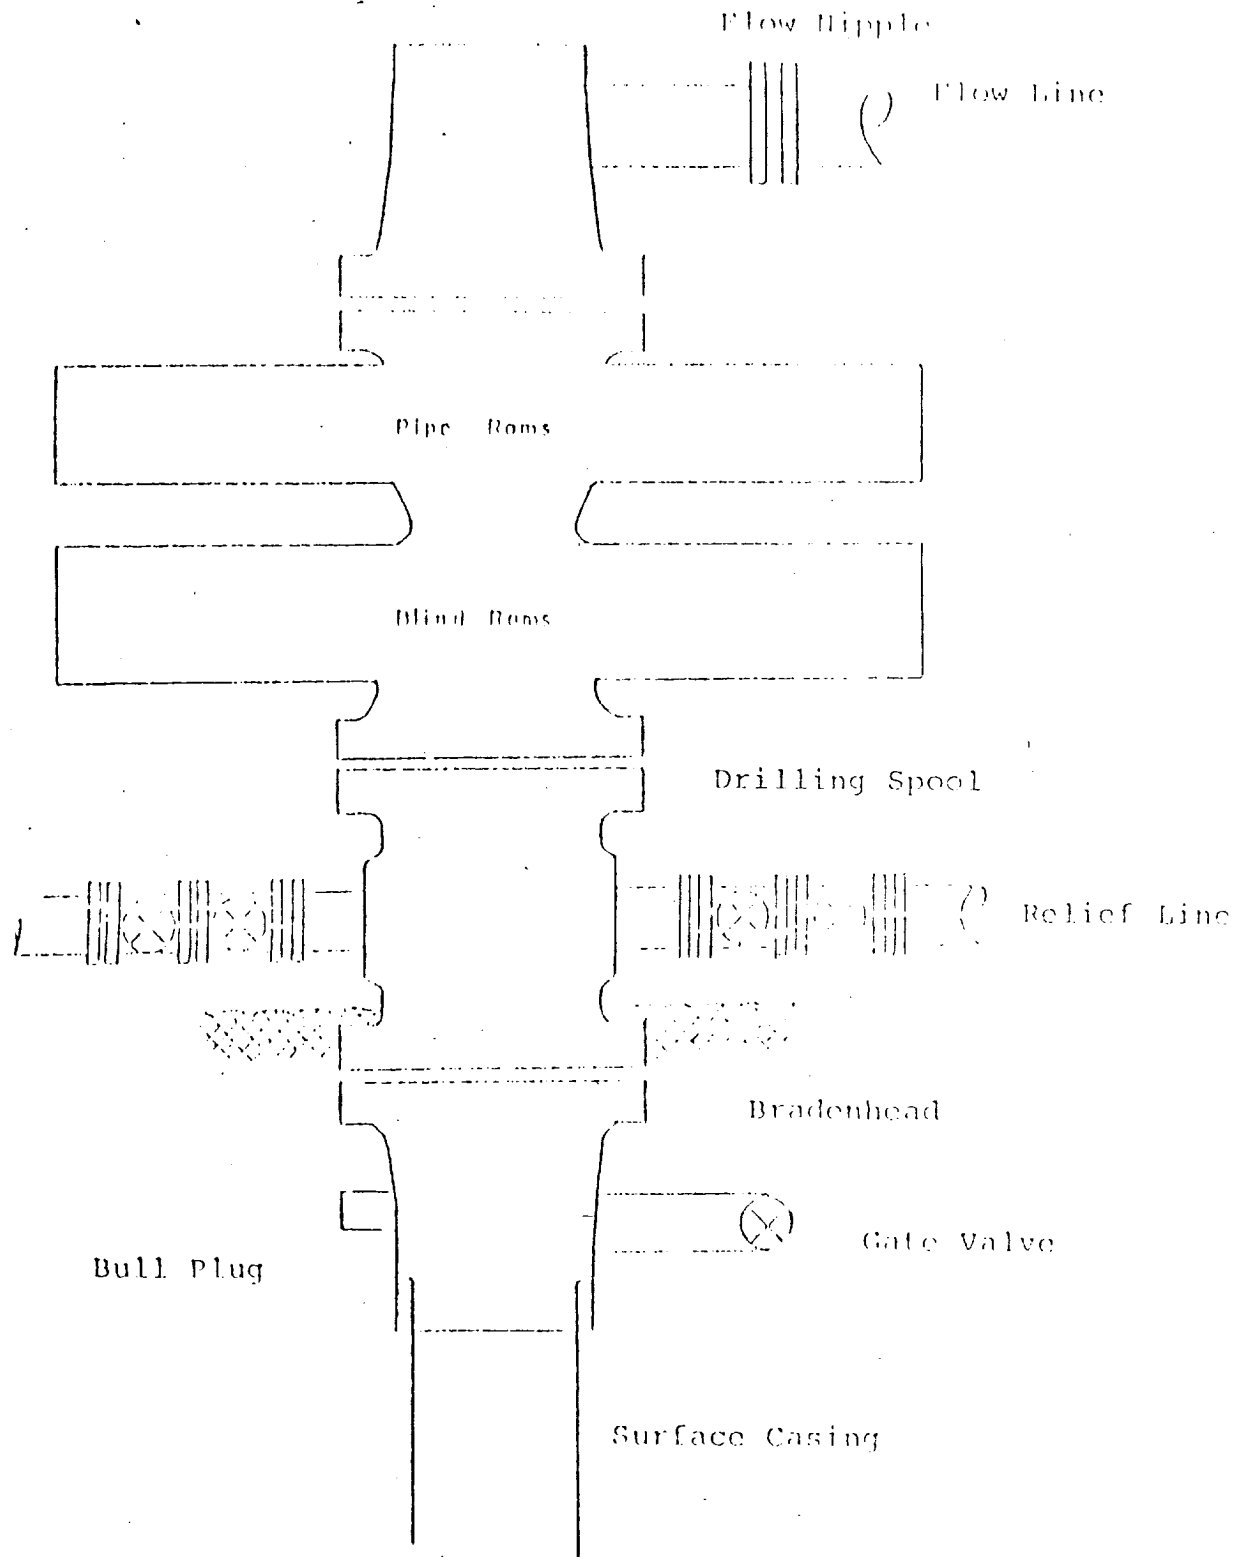 Flow Nipple
Flow Line
Pipe Rams
Blind Rams
Drilling Spool
Relief Line
Bradenhead
Gate Valve
Bull Plug
Surface Casing